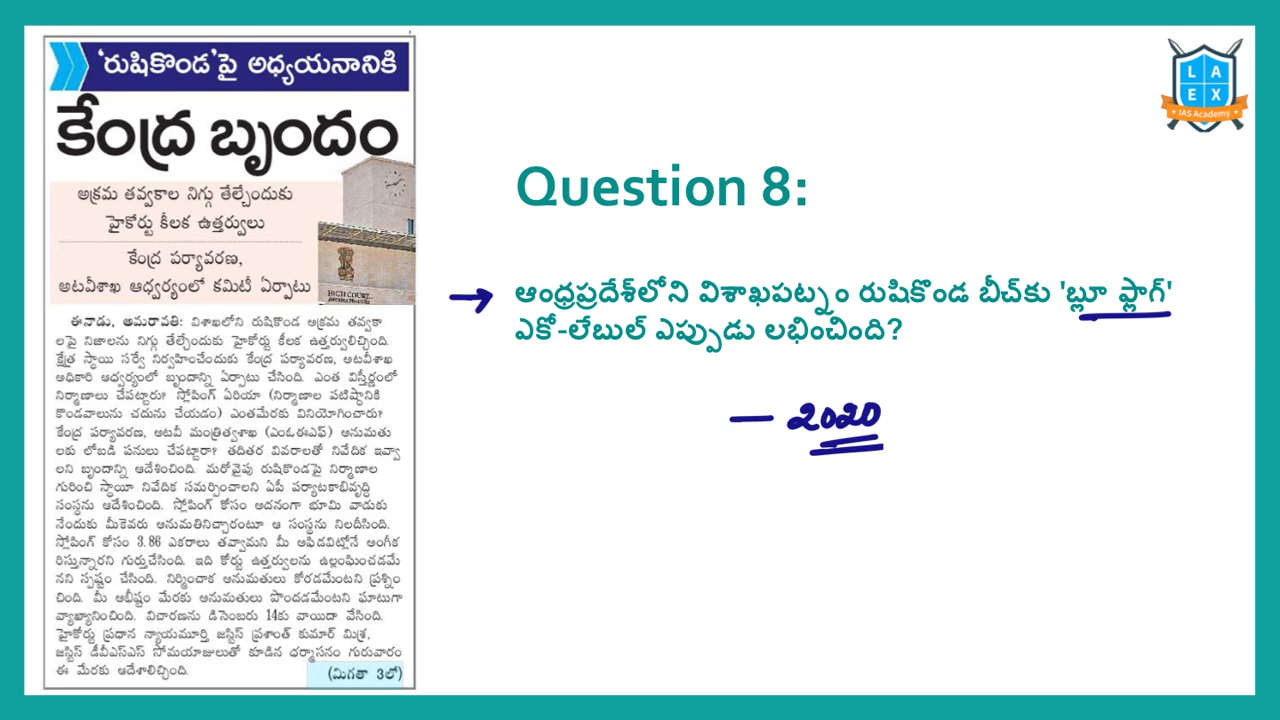 'రుషికొండ'పై అధ్యయనానికి
కేంద్ర బృందం
అక్రమ తవ్వకాల నిగ్గు తేల్చేందుకు
హైకోర్టు కీలక ఉత్తర్వులు
కేంద్ర పర్యావరణ,
అటవీశాఖ ఆధ్వర్యంలో కమిటీ ఏర్పాటు
HIGH COURT
ఈనాడు, అమరావతి: విశాఖలోని రుషికొండ అక్రమ తవ్వకా
లపై నిజాలను నిగ్గు తేల్చేందుకు హైకోర్టు కీలక ఉత్తర్వులిచ్చింది.
క్షేత్ర స్థాయి సర్వే నిర్వహించేందుకు కేంద్ర పర్యావరణ, అటవీశాఖ
అధికారి ఆధ్వర్యంలో బృందాన్ని ఏర్పాటు చేసింది. ఎంత విస్తీర్ణంలో
నిర్మాణాలు చేపట్టారు? స్లోపింగ్ ఏరియా (నిర్మాణాల పటిష్ఠానికి
కొండవాలును చదును చేయడం) ఎంతమేరకు వినియోగించారు?
కేంద్ర పర్యావరణ, అటవీ మంత్రిత్వశాఖ (ఎంఓఈఎఫ్) అనుమతు
లకు లోబడి పనులు చేపట్టారా? తదితర వివరాలతో నివేదిక ఇవ్వా
లని బృందాన్ని ఆదేశించింది. మరోవైపు రుషికొండపై నిర్మాణాల
గురించి స్థాయీ నివేదిక సమర్పించాలని ఏపీ పర్యాటకాభివృద్ధి
సంస్థను ఆదేశించింది. స్లోపింగ్ కోసం అదనంగా భూమి వాడుకు
నేందుకు మీకెవరు అనుమతినిచ్చారంటూ ఆ సంస్థను నిలదీసింది.
స్లోపింగ్ కోసం 3.86 ఎకరాలు తవ్వామని మీ అఫిడవిట్లోనే అంగీక
రిస్తున్నారని గుర్తుచేసింది. ఇది కోర్టు ఉత్తర్వులను ఉల్లంఘించడమే
నని స్పష్టం చేసింది. నిర్మించాక అనుమతులు కోరడమేంటని ప్రశ్నిం
చింది. మీ అభీష్టం మేరకు అనుమతులు పొందడమేంటని ఘాటుగా
వ్యాఖ్యానించింది. విచారణను డిసెంబరు 14కు వాయిదా వేసింది.
హైకోర్టు ప్రధాన న్యాయమూర్తి జస్టిస్ ప్రశాంత్ కుమార్ మిశ్ర,
జస్టిస్ డీవీఎస్ఎస్ సోమయాజులుతో కూడిన ధర్మాసనం గురువారం
ఈ మేరకు ఆదేశాలిచ్చింది.
(మిగతా 3లో)
L A
E X
IAS Academy
Question 8:
ఆంధ్రప్రదేశ్‌లోని విశాఖపట్నం రుషికొండ బీచ్‌కు 'బ్లూ ఫ్లాగ్'
ఎకో-లేబుల్ ఎప్పుడు లభించింది?
— 2020